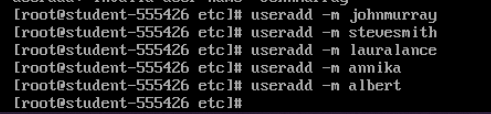 [root@student-555426 etc]# useradd -m johnmurray
[root@student-555426 etc]# useradd -m stevesmith
[root@student-555426 etc]# useradd -m lauralance
[root@student-555426 etc]# useradd -m annika
[root@student-555426 etc]# useradd -m albert
[root@student-555426 etc]#